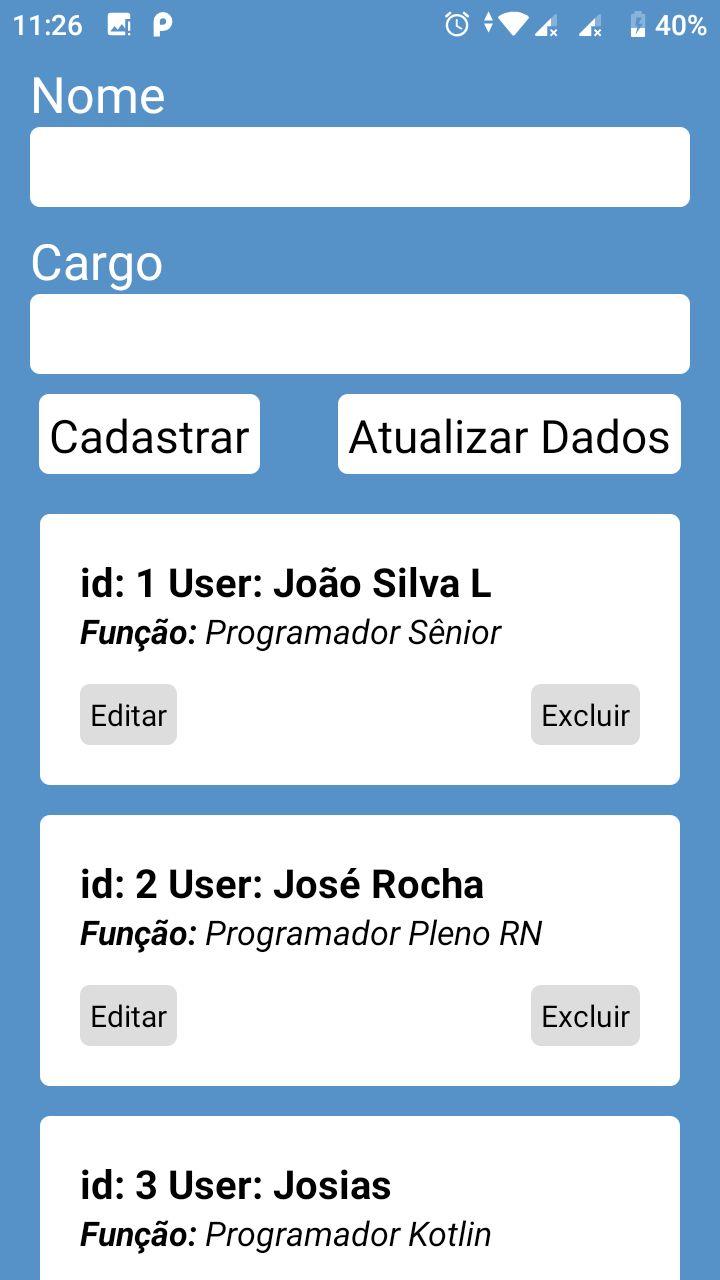 11:26 40%
Nome
Cargo
Cadastrar Atualizar Dados
id: 1 User: João Silva L
Função: Programador Sênior
Editar Excluir
id: 2 User: José Rocha
Função: Programador Pleno RN
Editar Excluir
id: 3 User: Josias
Função: Programador Kotlin